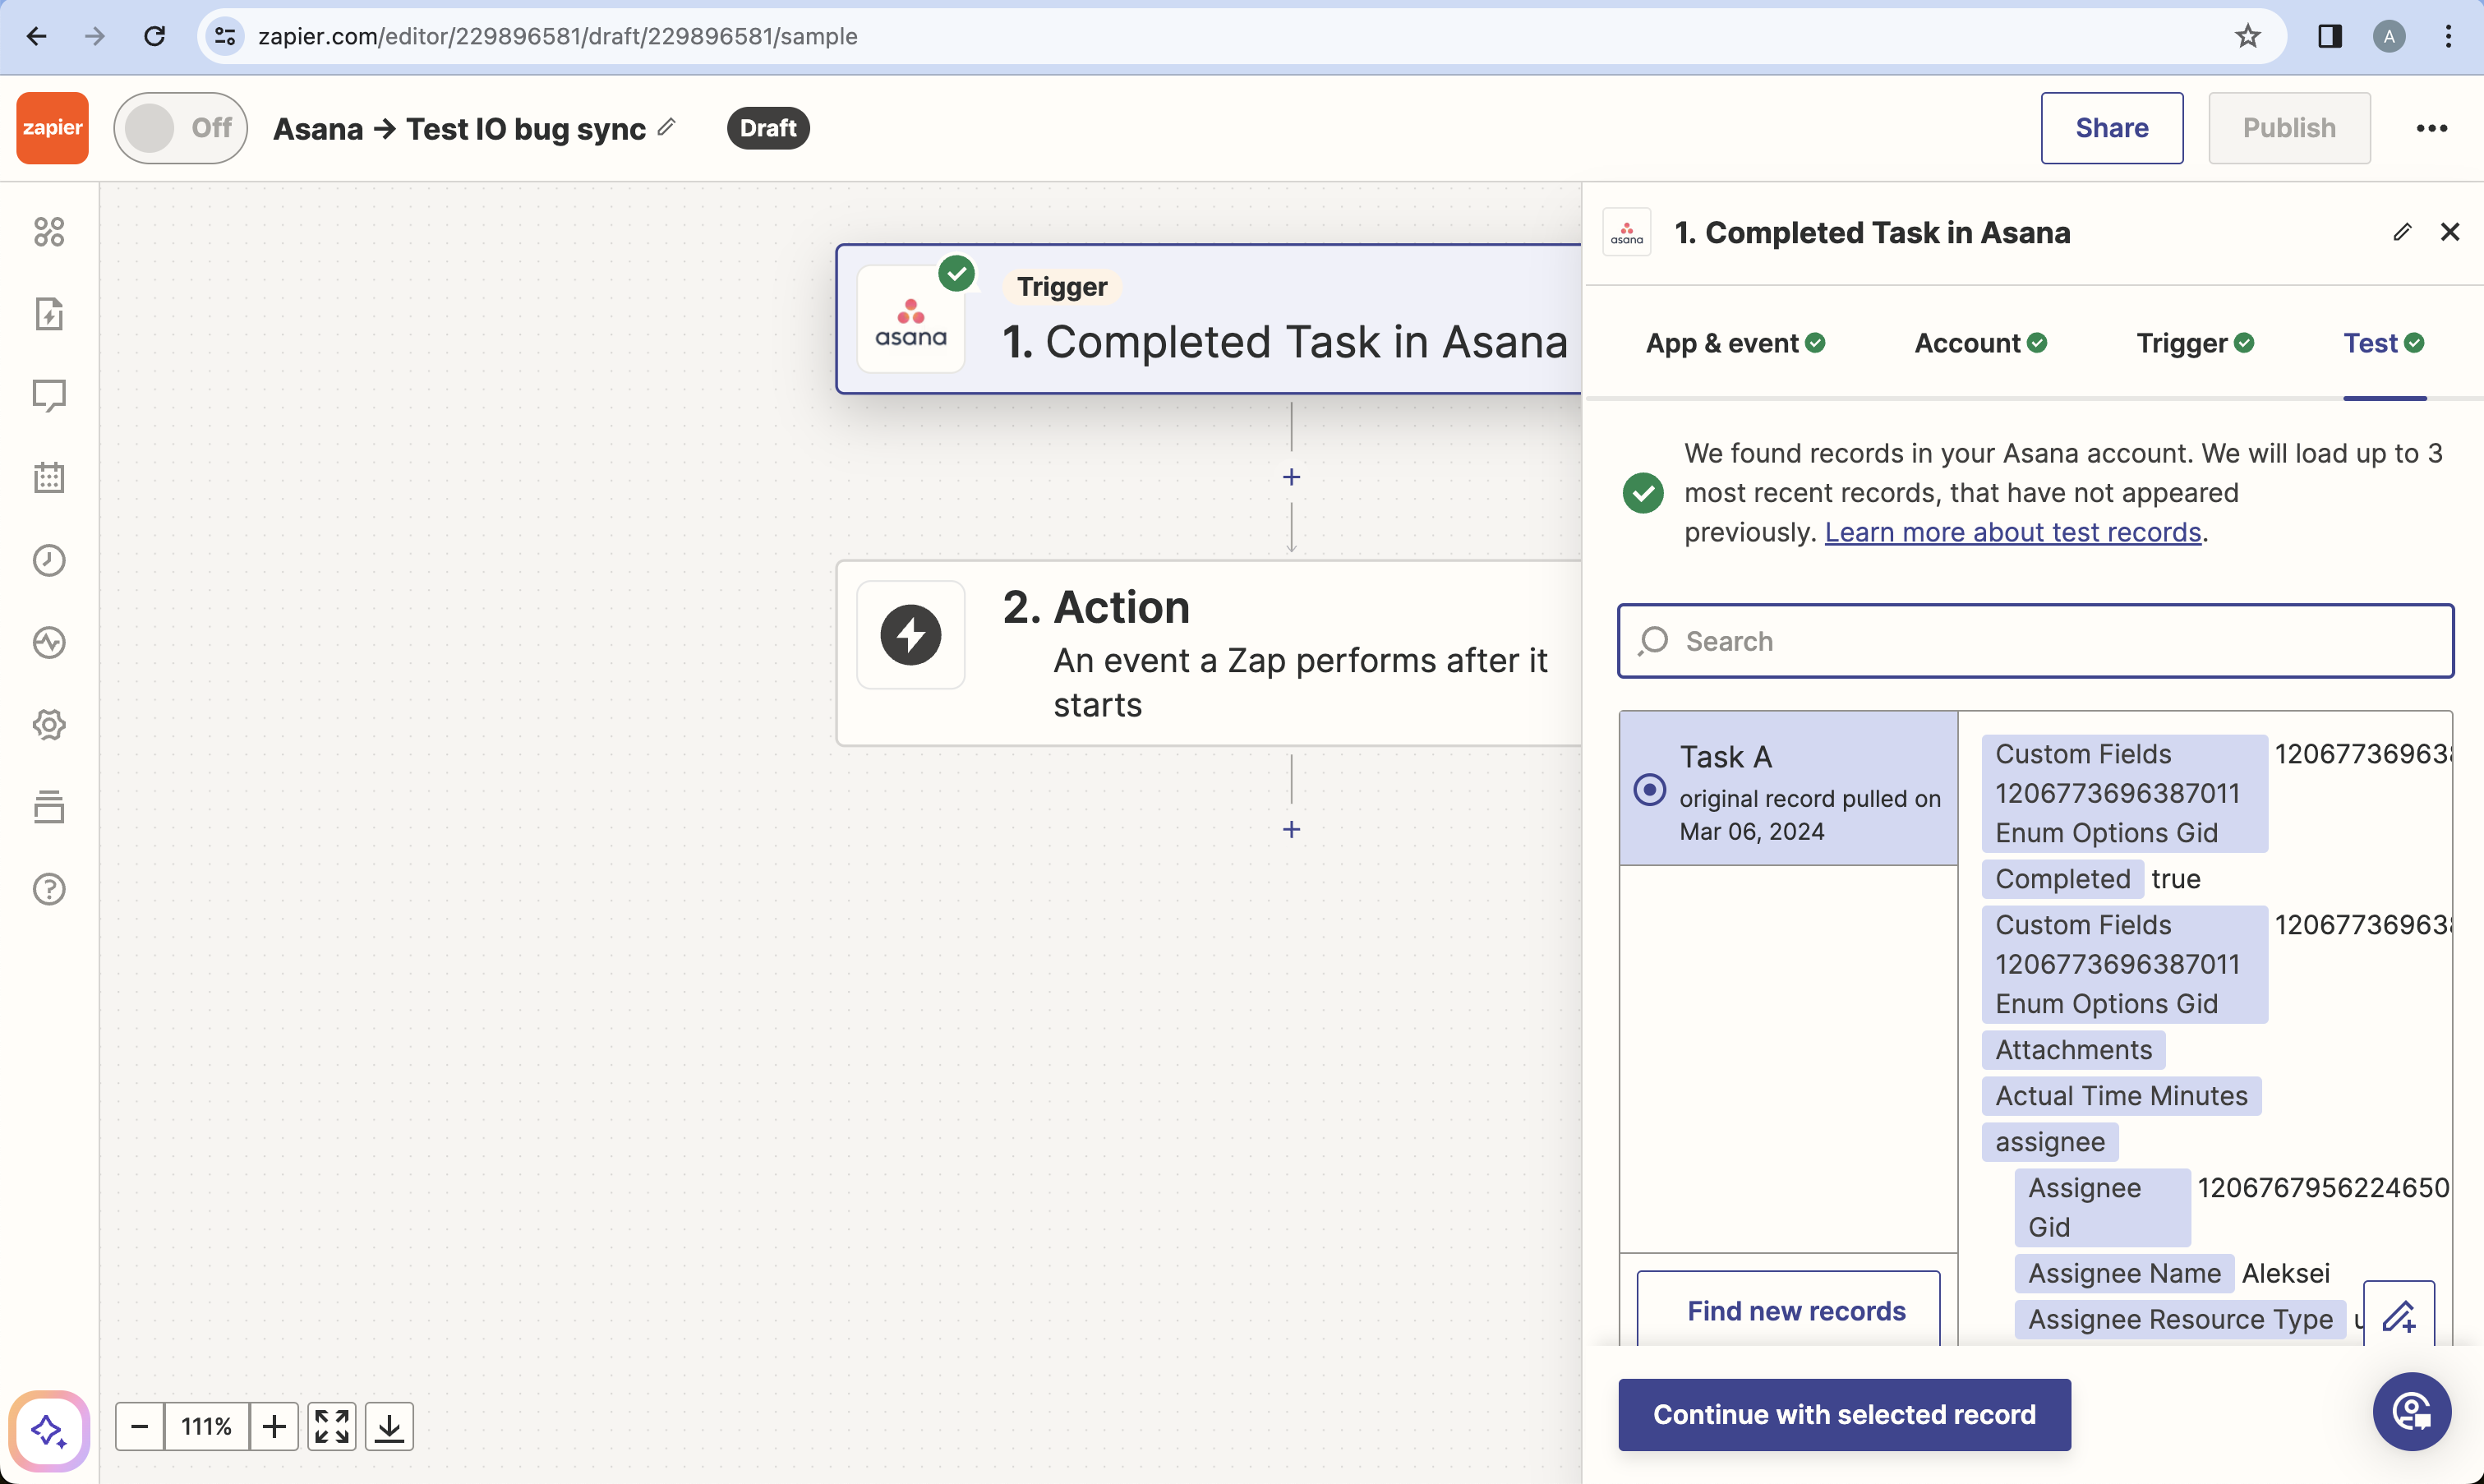 zapier.com/editor/229896581/draft/229896581/sample
A
zapier
Off
Asana → Test IO bug sync
Draft
Share
Publish
asana
Trigger
1. Completed Task in Asana
2. Action
An event a Zap performs after it
starts
111%
asana
1. Completed Task in Asana
App & event
Account
Trigger
Test
We found records in your Asana account. We will load up to 3
most recent records, that have not appeared
previously. Learn more about test records.
Search
Task A
original record pulled on
Mar 06, 2024
Find new records
Custom Fields
1206773696387011
Enum Options Gid
Completed true
Custom Fields
1206773696387011
Enum Options Gid
Attachments
Actual Time Minutes
assignee
Assignee 1206767956224650
Gid
Assignee Name Aleksei
Assignee Resource Type
Continue with selected record